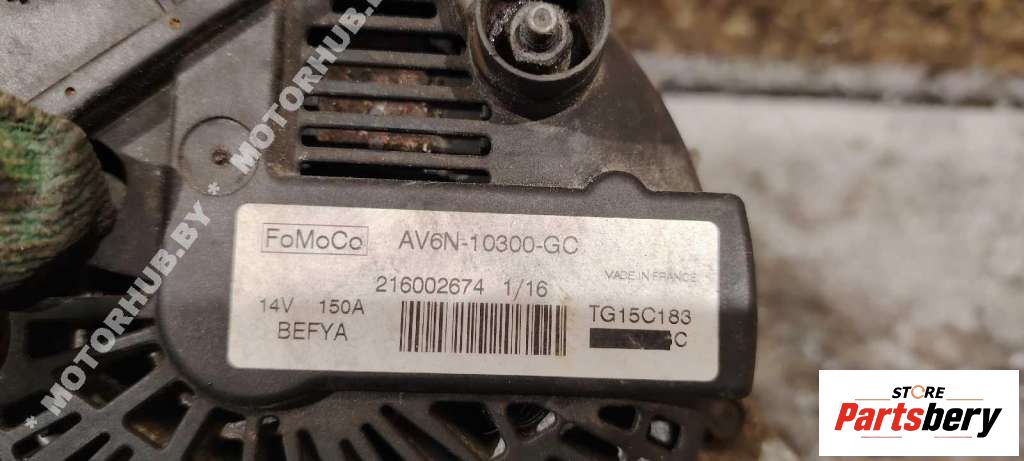 FoMoCo AV6N-10300-GC
MADE IN FRANCE
216002674 1/16
14V 150A TG15C183
BEFYA
* MOTORHUB.BY * MOTORHUB.BY
STORE
Partsbery